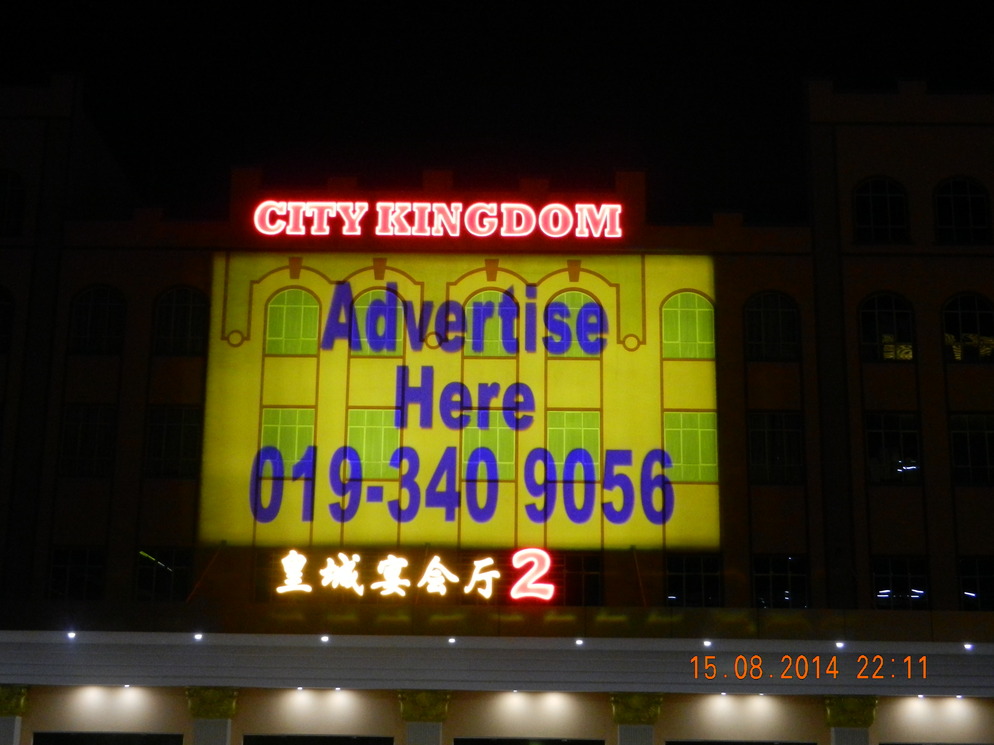 CITY KINGDOM
Advertise
Here
019-340 9056
皇城宴会厅 2
15.08.2014 22:11